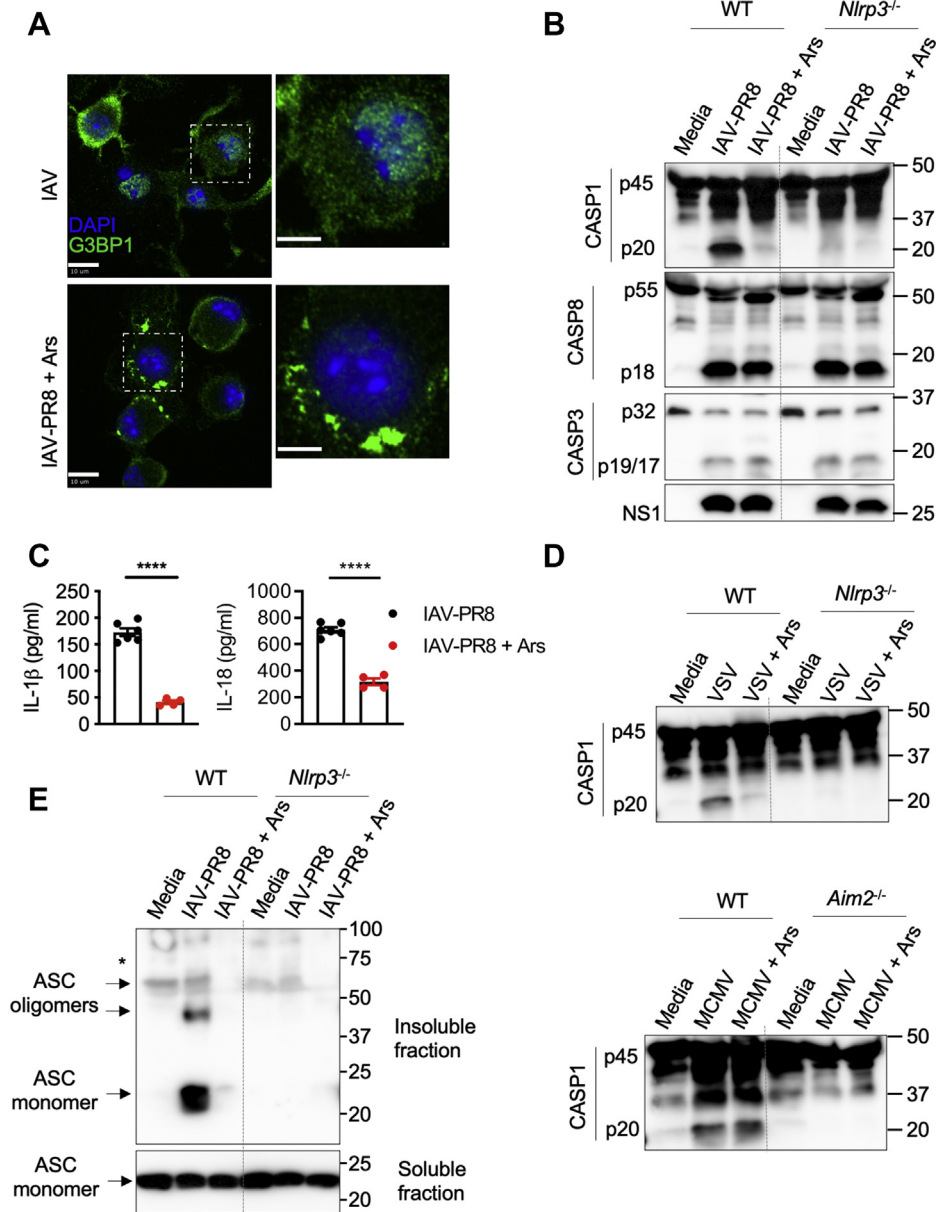 A
IAV
DAPI
G3BP1
10 um
IAV-PR8 + Ars
10 um
B
WT
Nlrp3-/-
Media
IAV-PR8
IAV-PR8 + Ars
Media
IAV-PR8
IAV-PR8 + Ars
CASP1
p45
p20
50
37
20
CASP8
p55
p18
50
20
CASP3
p32
p19/17
37
20
NS1
25
C
****
IL-1β (pg/ml)
250
200
150
100
50
0
****
IL-18 (pg/ml)
1000
800
600
400
200
0
IAV-PR8
IAV-PR8 + Ars
D
WT
Nlrp3-/-
Media
VSV
VSV + Ars
Media
VSV
VSV + Ars
CASP1
p45
p20
50
37
20
WT
Aim2-/-
Media
MCMV
MCMV + Ars
Media
MCMV
MCMV + Ars
CASP1
p45
p20
50
37
20
E
WT
Nlrp3-/-
Media
IAV-PR8
IAV-PR8 + Ars
Media
IAV-PR8
IAV-PR8 + Ars
*
ASC
oligomers
ASC
monomer
100
75
50
37
25
20
Insoluble
fraction
ASC
monomer
25
20
Soluble
fraction